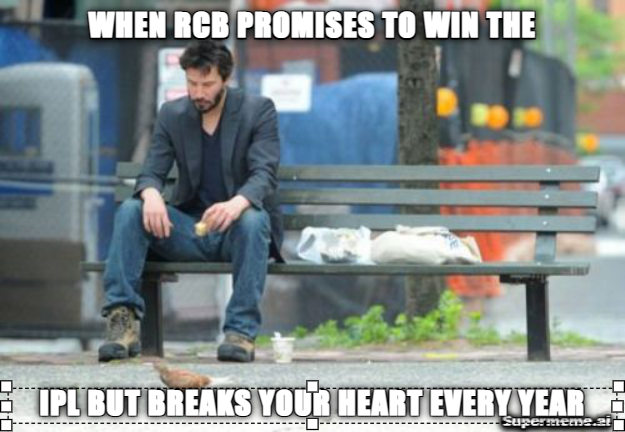 WHEN RCB PROMISES TO WIN THE
IPL BUT BREAKS YOUR HEART EVERY YEAR
Supermeme.ai